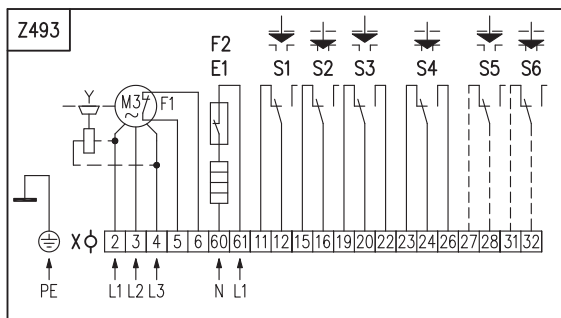 Z493
F2
E1 S1 S2 S3 S4 S5 S6
Y M3 F1
~
X 2 3 4 5 6 60 61 11 12 15 16 19 20 22 23 24 26 27 28 31 32
PE L1 L2 L3 N L1